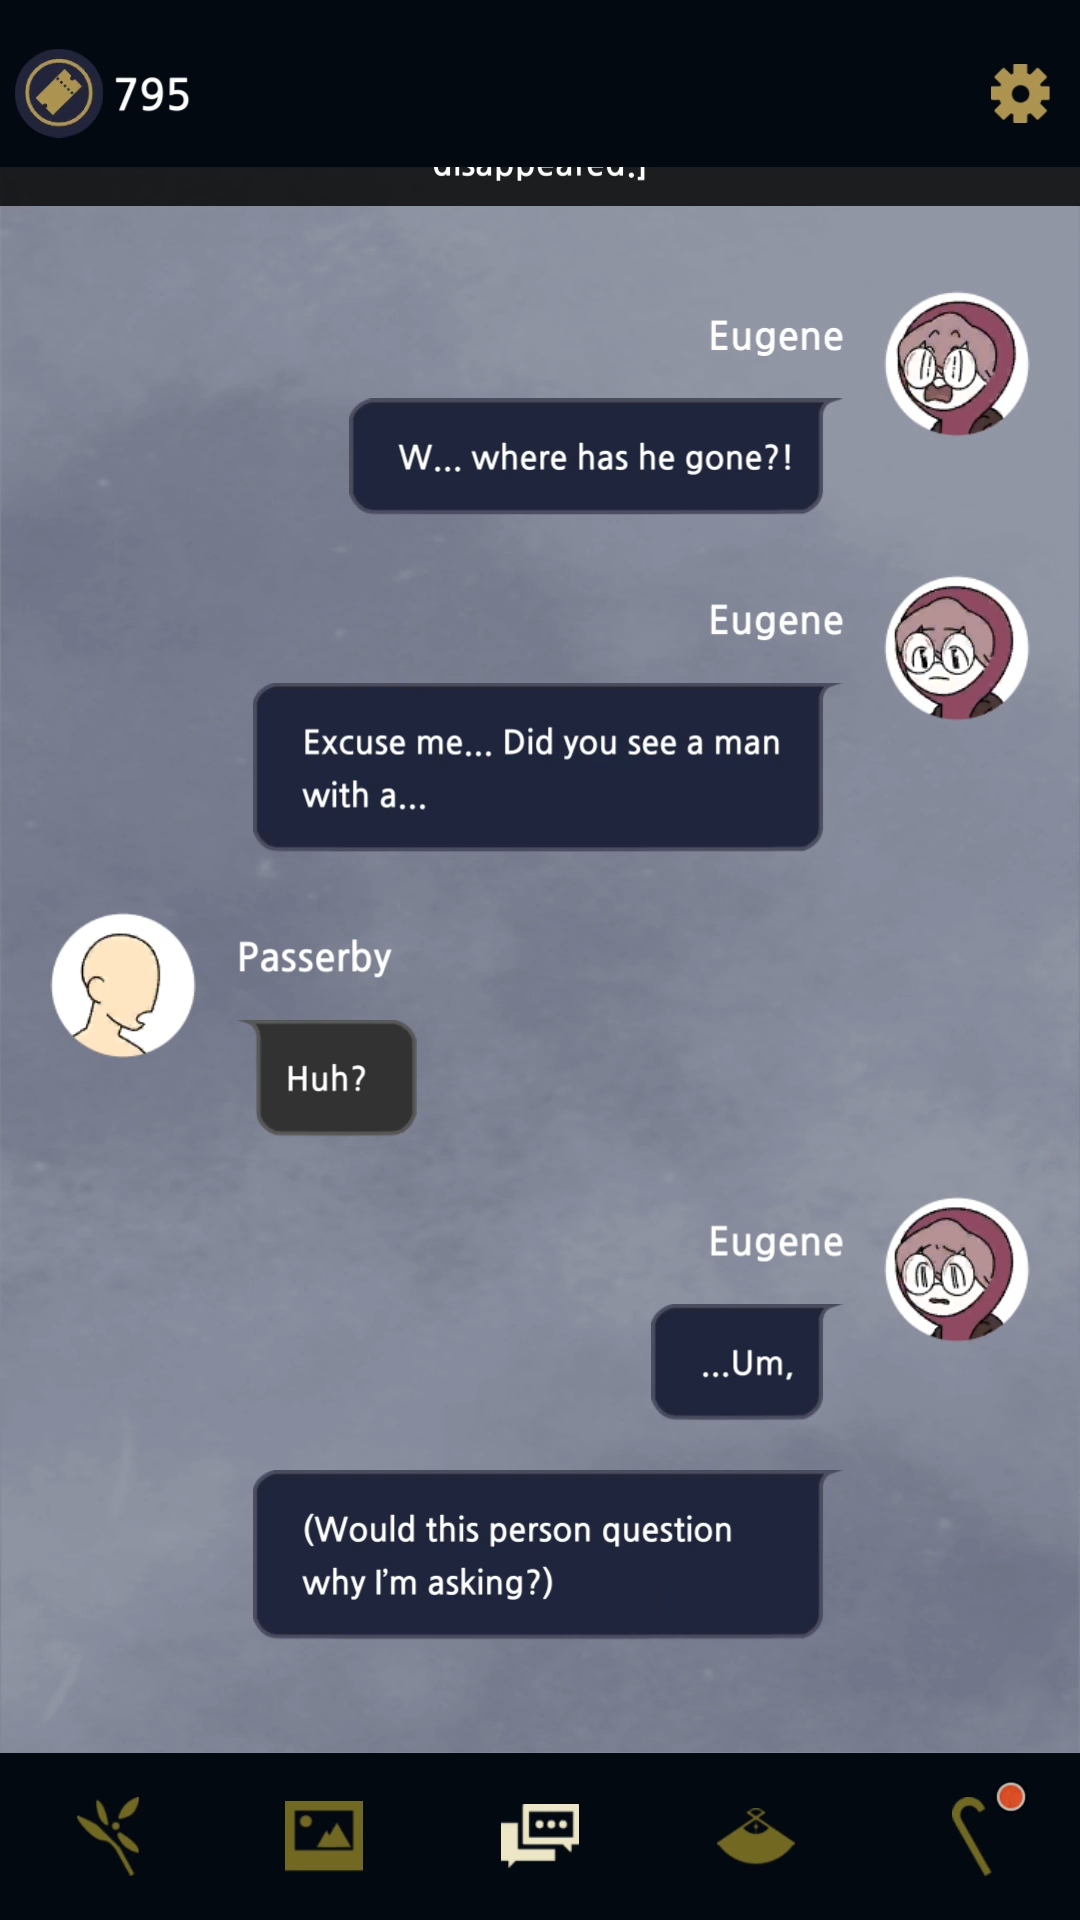 795
disappeared.]
Eugene
W... where has he gone?!
Eugene
Excuse me... Did you see a man
with a...
Passerby
Huh?
Eugene
...Um,
(Would this person question
why I'm asking?)